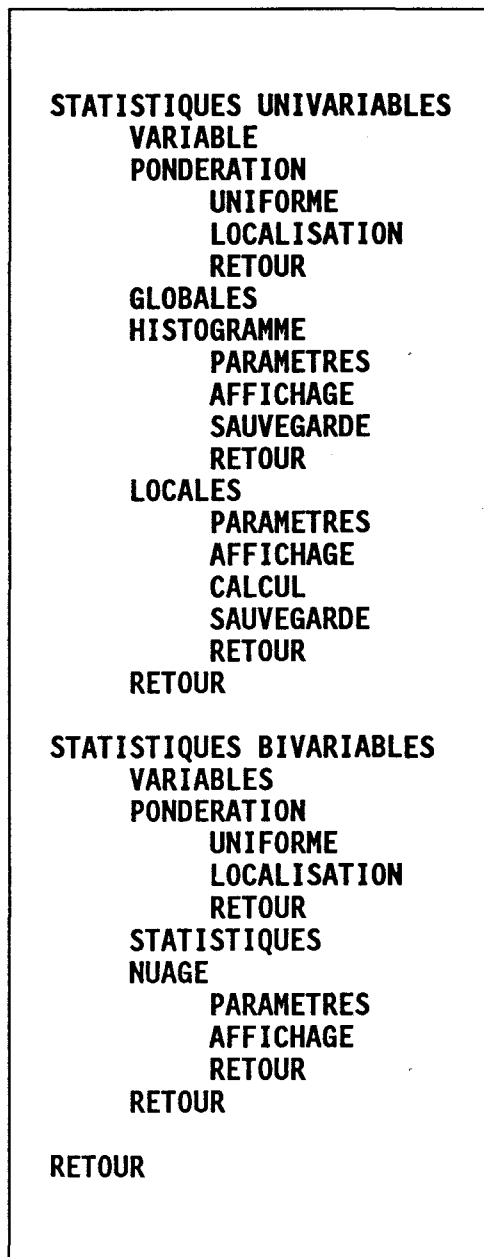 STATISTIQUES UNIVARIABLES
VARIABLE
PONDERATION
UNIFORME
LOCALISATION
RETOUR
GLOBALES
HISTOGRAMME
PARAMETRES
AFFICHAGE
SAUVEGARDE
RETOUR
LOCALES
PARAMETRES
AFFICHAGE
CALCUL
SAUVEGARDE
RETOUR
RETOUR
STATISTIQUES BIVARIABLES
VARIABLES
PONDERATION
UNIFORME
LOCALISATION
RETOUR
STATISTIQUES
NUAGE
PARAMETRES
AFFICHAGE
RETOUR
RETOUR
RETOUR